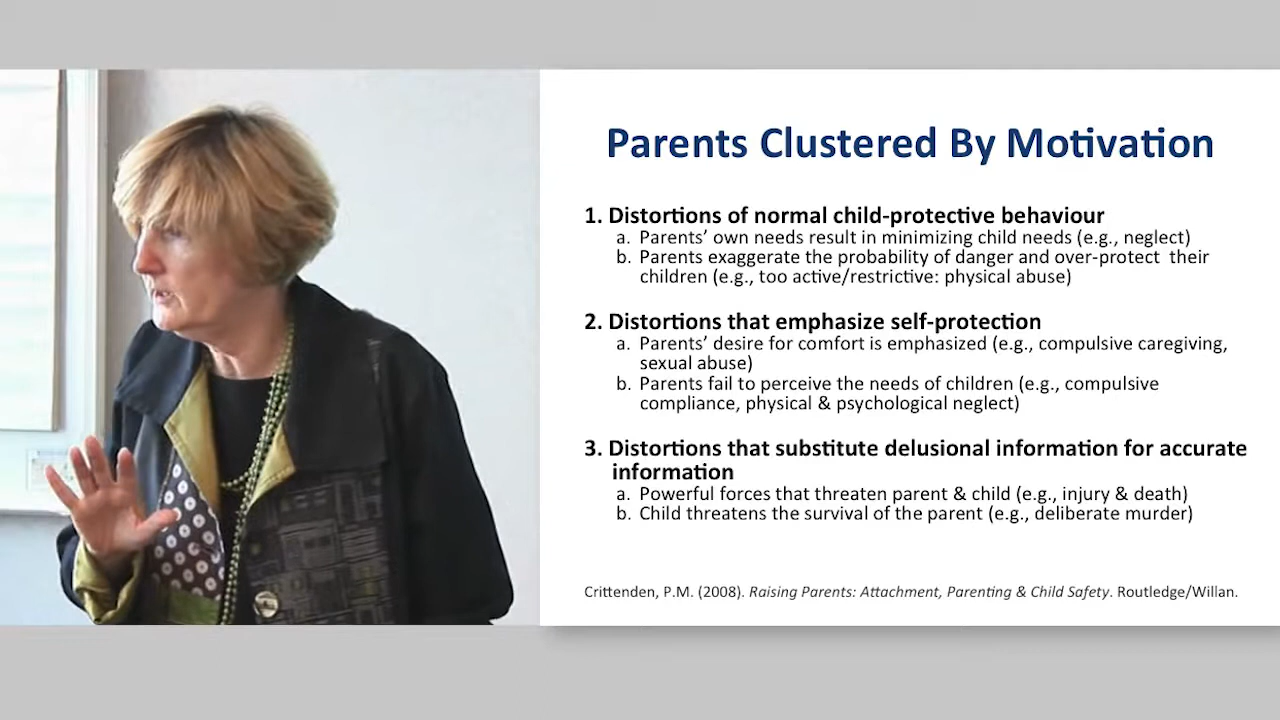 Parents Clustered By Motivation
1. Distortions of normal child-protective behaviour
a. Parents’ own needs result in minimizing child needs (e.g., neglect)
b. Parents exaggerate the probability of danger and over-protect their
children (e.g., too active/restrictive: physical abuse)
2. Distortions that emphasize self-protection
a. Parents’ desire for comfort is emphasized (e.g., compulsive caregiving,
sexual abuse)
b. Parents fail to perceive the needs of children (e.g., compulsive
compliance, physical & psychological neglect)
3. Distortions that substitute delusional information for accurate
information
a. Powerful forces that threaten parent & child (e.g., injury & death)
b. Child threatens the survival of the parent (e.g., deliberate murder)
Crittenden, P.M. (2008). Raising Parents: Attachment, Parenting & Child Safety. Routledge/Willan.